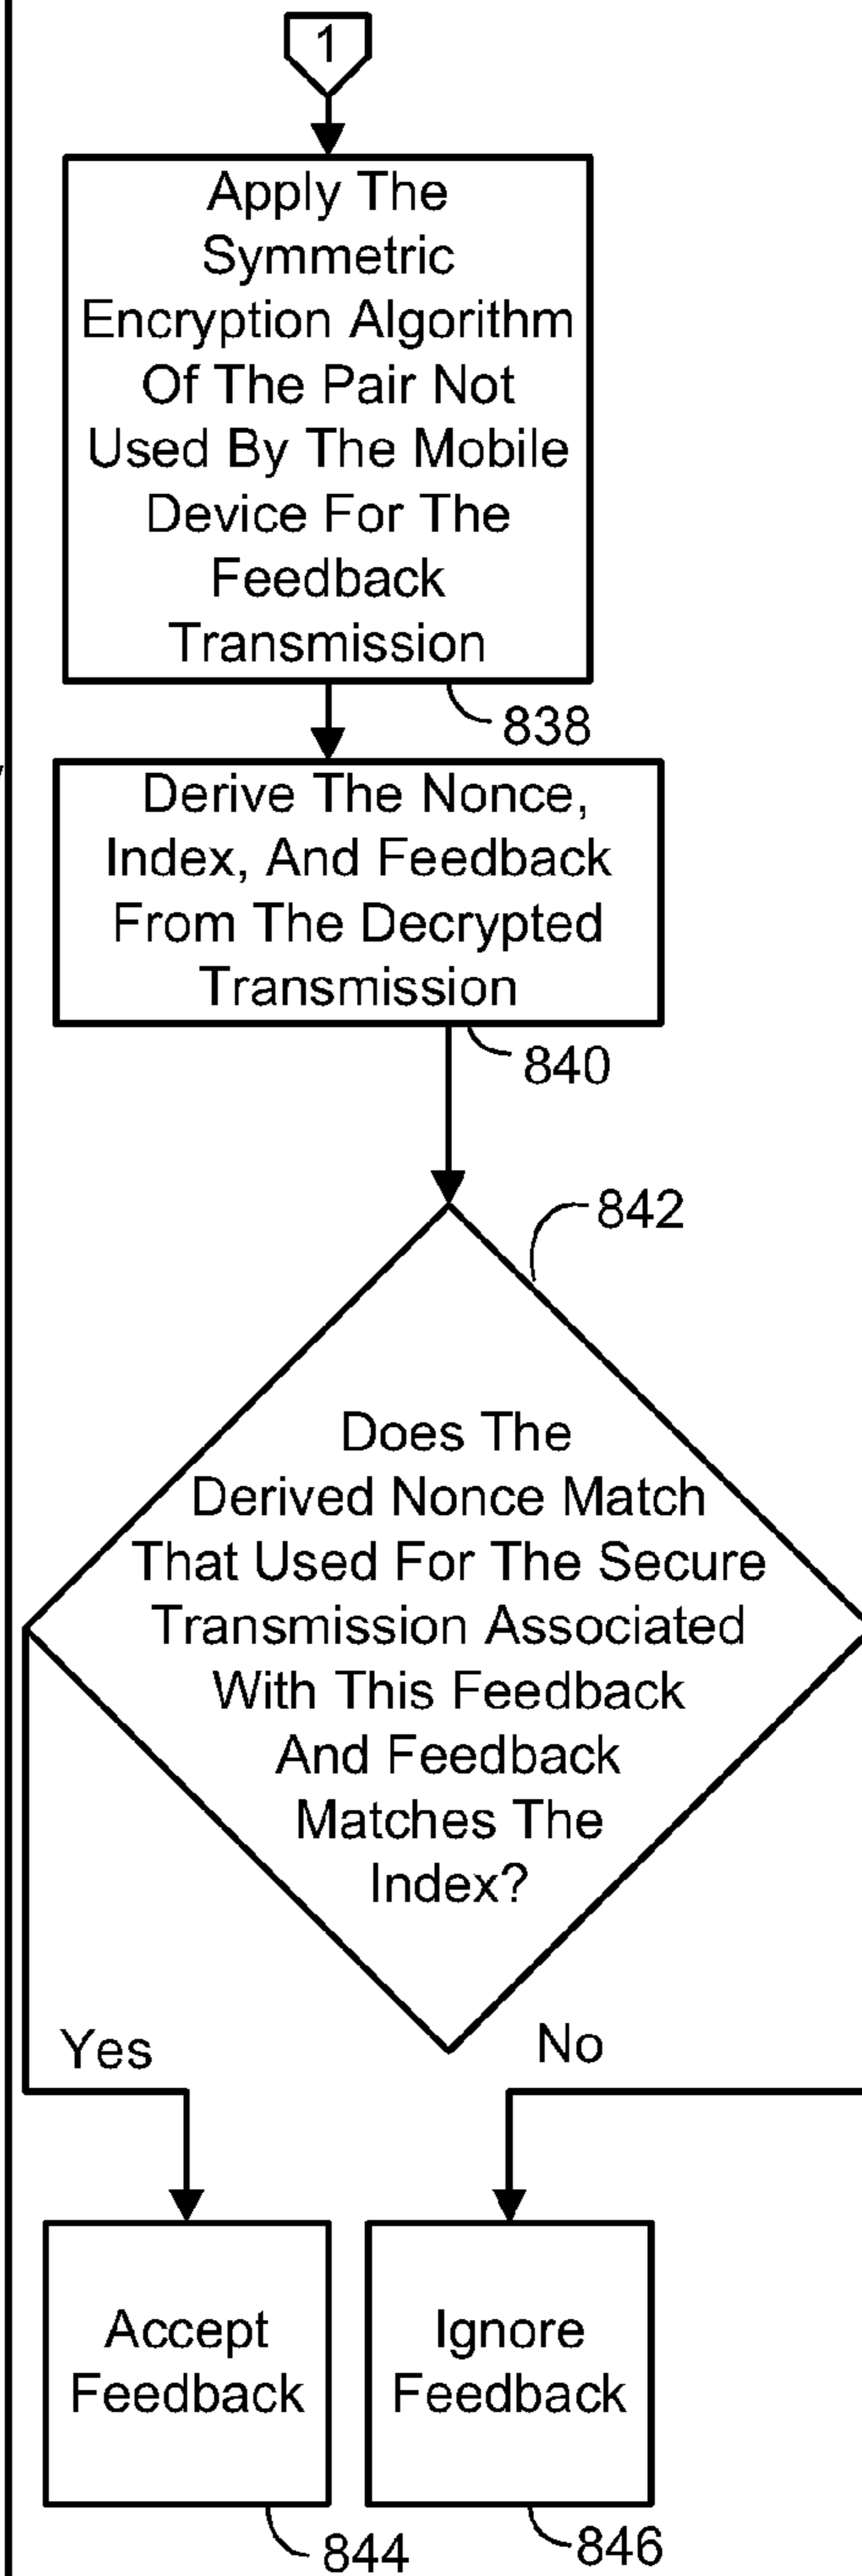 1
Apply The
Symmetric
Encryption Algorithm
Of The Pair Not
Used By The Mobile
Device For The
Feedback
Transmission
838
Derive The Nonce,
Index, And Feedback
From The Decrypted
Transmission
840
842
Does The
Derived Nonce Match
That Used For The Secure
Transmission Associated
With This Feedback
And Feedback
Matches The
Index?
Yes
No
Accept
Feedback
Ignore
Feedback
844
846